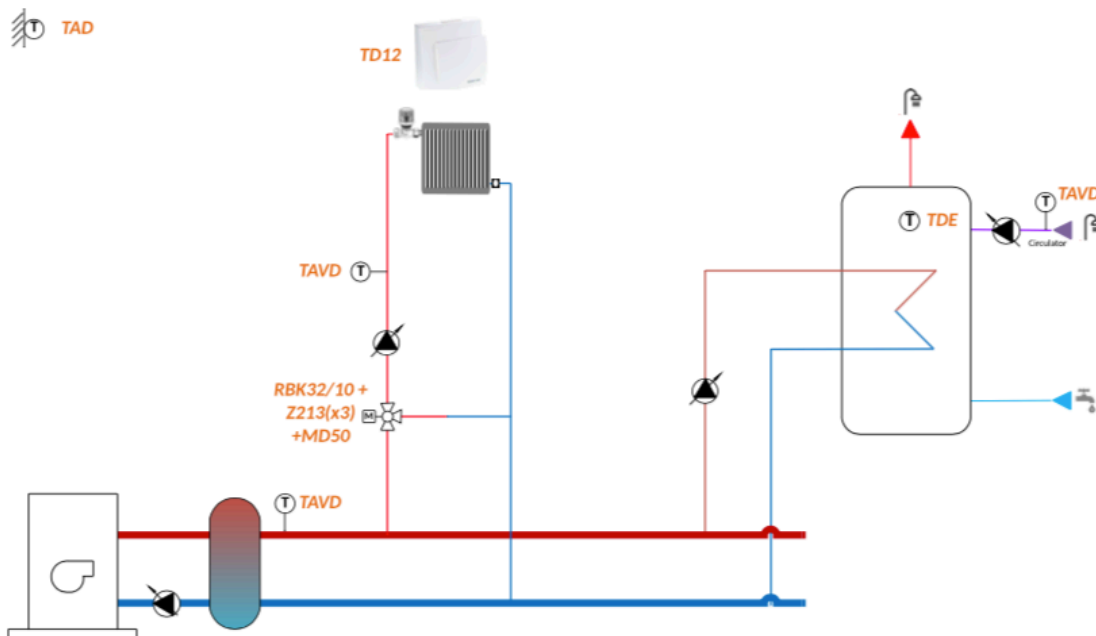 T TAD
TD12
TAVD
T TDE
T
Circulator
TAVD T
RBK32/10 +
Z213(x3)
M
+MD50
T TAVD